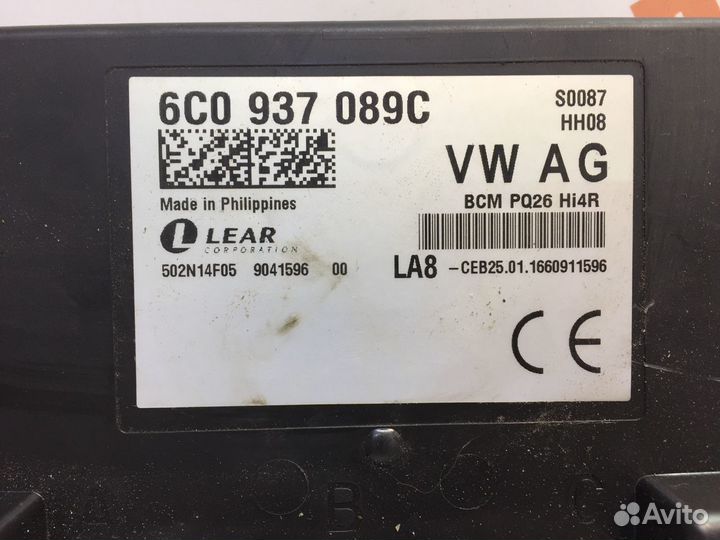 6C0 937 089C
S0087
HH08
VW AG
BCM PQ26 Hi4R
Made in Philippines
LEAR
CORPORATION
502N14F05 9041596 00
LA8 -CEB25.01.1660911596
CE
A B C
Avito